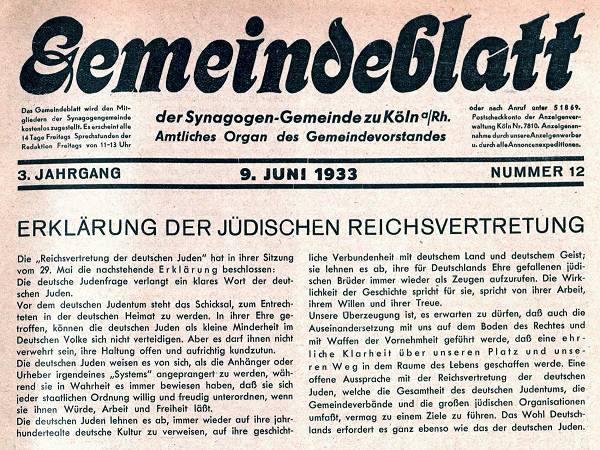 Gemeindeblatt
Das Gemeindeblatt wird den Mit-
gliedern der Synagogengemeinde
kostenlos zugestellt. Es erscheint alle
14 Tage Freitags Sprechstunden der
Redaktion Freitags von 11–13 Uhr
der Synagogen-Gemeinde zu Köln a/Rh.
Amtliches Organ des Gemeindevorstandes
oder nach Anruf unter 51869.
Postscheckkonto der Anzeigenver-
waltung Köln Nr. 7810. Anzeigenan-
nahme durch unsere Anzeigenwerber
u. durch alle Annoncenexpeditionen.
3. JAHRGANG
9. JUNI 1933
NUMMER 12
ERKLÄRUNG DER JÜDISCHEN REICHSVERTRETUNG
Die „Reichsvertretung der deutschen Juden" hat in ihrer Sitzung
vom 29. Mai die nachstehende Erklärung beschlossen:
Die deutsche Judenfrage verlangt ein klares Wort der deut-
schen Juden.
Vor dem deutschen Judentum steht das Schicksal, zum Entrech-
teten in der deutschen Heimat zu werden. In ihrer Ehre ge-
troffen, können die deutschen Juden als kleine Minderheit im
Deutschen Volke sich nicht verteidigen. Aber es darf ihnen nicht
verwehrt sein, ihre Haltung offen und aufrichtig kundzutun.
Die deutschen Juden weisen es von sich, als die Anhänger oder
Urheber irgendeines „Systems" angeprangert zu werden, während
sie in Wahrheit es immer bewiesen haben, daß sie sich
jeder staatlichen Ordnung willig und freudig unterordnen, wenn
sie ihnen Würde, Arbeit und Freiheit läßt.
Die deutschen Juden lehnen es ab, immer wieder auf ihre jahr-
hundertealte deutsche Kultur zu verweisen, auf ihre geschicht-
liche Verbundenheit mit deutschem Land und deutschem Geist;
sie lehnen es ab, ihre für Deutschlands Ehre gefallenen jüdi-
schen Brüder immer wieder als Zeugen aufzurufen. Die Wirk-
lichkeit der Geschichte spricht für sie, spricht von ihrer Arbeit,
ihrem Willen und ihrer Treue.
Unsere Überzeugung ist, es erwarten zu dürfen, daß auch die
Auseinandersetzung mit uns auf dem Boden des Rechtes und
mit Waffen der Vornehmheit geführt werde, daß eine ehr-
liche Klarheit über unseren Platz und unse-
ren Weg in dem Raume des Lebens geschaffen werde. Eine
offene Aussprache mit der Reichsvertretung der deutschen
Juden, welche die Gesamtheit des deutschen Judentums, die
Gemeindeverbände und die großen jüdischen Organisationen
umfaßt, vermag zu einem Ziele zu führen. Das Wohl Deutsch-
lands erfordert es ganz ebenso wie das der deutschen Juden.